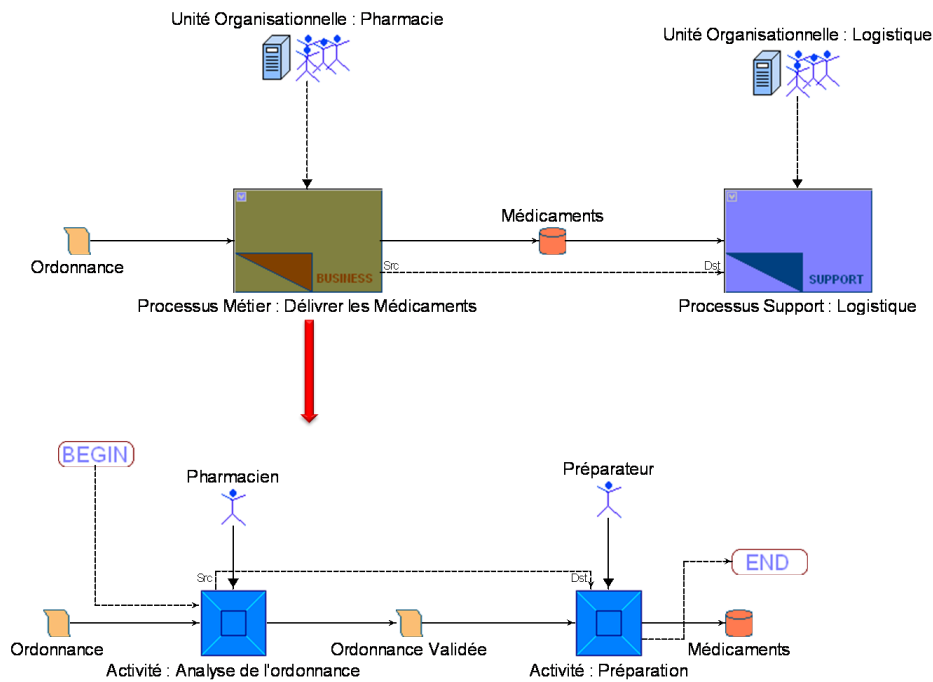 Unité Organisationnelle : Pharmacie
Unité Organisationnelle : Logistique
Médicaments
Ordonnance
BUSINESS
Src
Dst
SUPPORT
Processus Métier : Délivrer les Médicaments
Processus Support : Logistique
BEGIN
Pharmacien
Préparateur
END
Src
Dst
Ordonnance
Ordonnance Validée
Médicaments
Activité : Analyse de l'ordonnance
Activité : Préparation